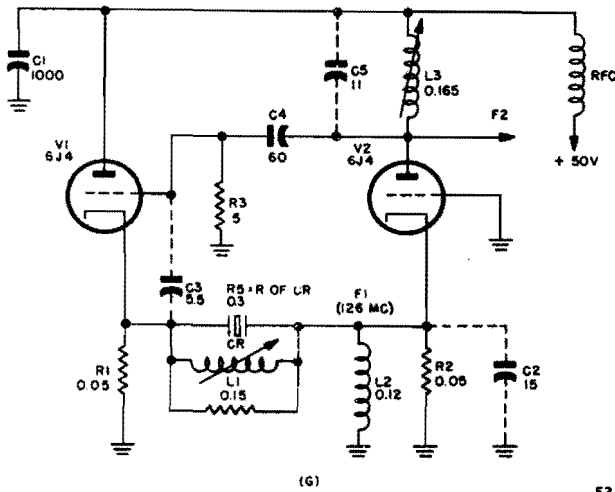 C1
1000
C5
11
L3
0.165
RFC
C4
60
F2
+ 50V
V1
6J4
V2
6J4
R3
5
C3
5.5
R5=R OF CR
0.3
CR
F1
(126 MC)
R1
0.05
L1
0.15
L2
0.12
R2
0.05
C2
15
(G)